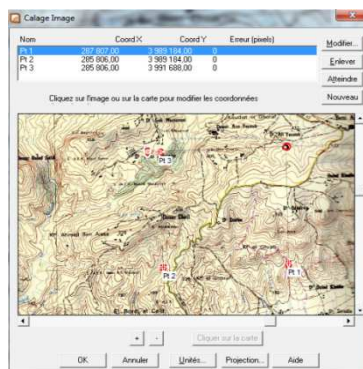 Calage Image
Nom Coord X Coord Y Erreur (pixels)
Pt 1 287 807,00 3 989 184,00 0
Pt 2 285 806,00 3 989 184,00 0
Pt 3 285 806,00 3 991 688,00 0
Modifier...
Enlever
Atteindre
Nouveau
Cliquez sur l'image ou sur la carte pour modifier les coordonnées
Pt 3
Pt 1
Pt 2
+ - Cliquer sur la carte
OK Annuler Unités... Projection... Aide